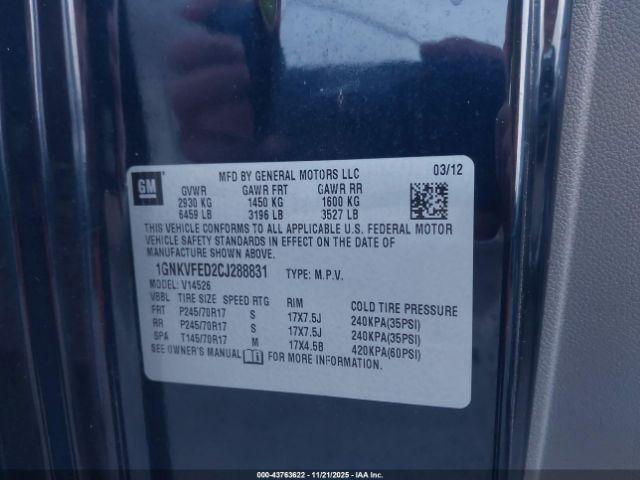 GM
MFD BY GENERAL MOTORS LLC 03/12
GVWR GAWR FRT GAWR RR
2930 KG 1450 KG 1600 KG
6459 LB 3196 LB 3527 LB
THIS VEHICLE CONFORMS TO ALL APPLICABLE U.S. FEDERAL MOTOR
VEHICLE SAFETY STANDARDS IN EFFECT ON THE DATE OF
MANUFACTURE SHOWN ABOVE.
1GNKVFED2CJ288831 TYPE: M.P.V.
MODEL: V14526
VBBL TIRE SIZE SPEED RTG RIM COLD TIRE PRESSURE
FRT P245/70R17 S 17X7.5J 240KPA(35PSI)
RR P245/70R17 S 17X7.5J 240KPA(35PSI)
SPA T145/70R17 M 17X4.5B 420KPA(60PSI)
SEE OWNER'S MANUAL FOR MORE INFORMATION.
000-43763622 - 11/21/2025 - IAA, Inc.